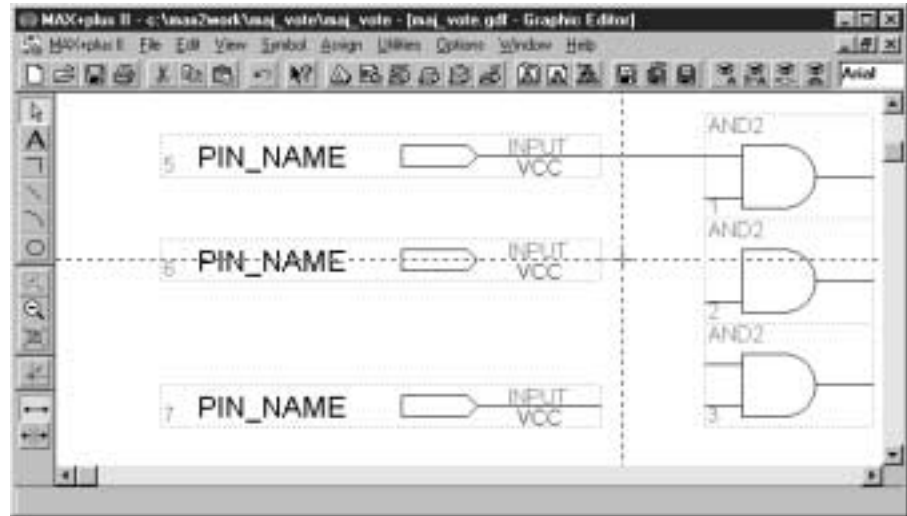 MAX+plus II - c:\max2work\maj_vote\maj_vote - [maj_vote.gdf - Graphic Editor]
MAX+plus II File Edit View Symbol Assign Utilities Options Window Help
Arial
AND2
5 PIN_NAME INPUT
VCC
1
AND2
6 PIN_NAME INPUT
VCC
2
AND2
7 PIN_NAME INPUT
VCC
3